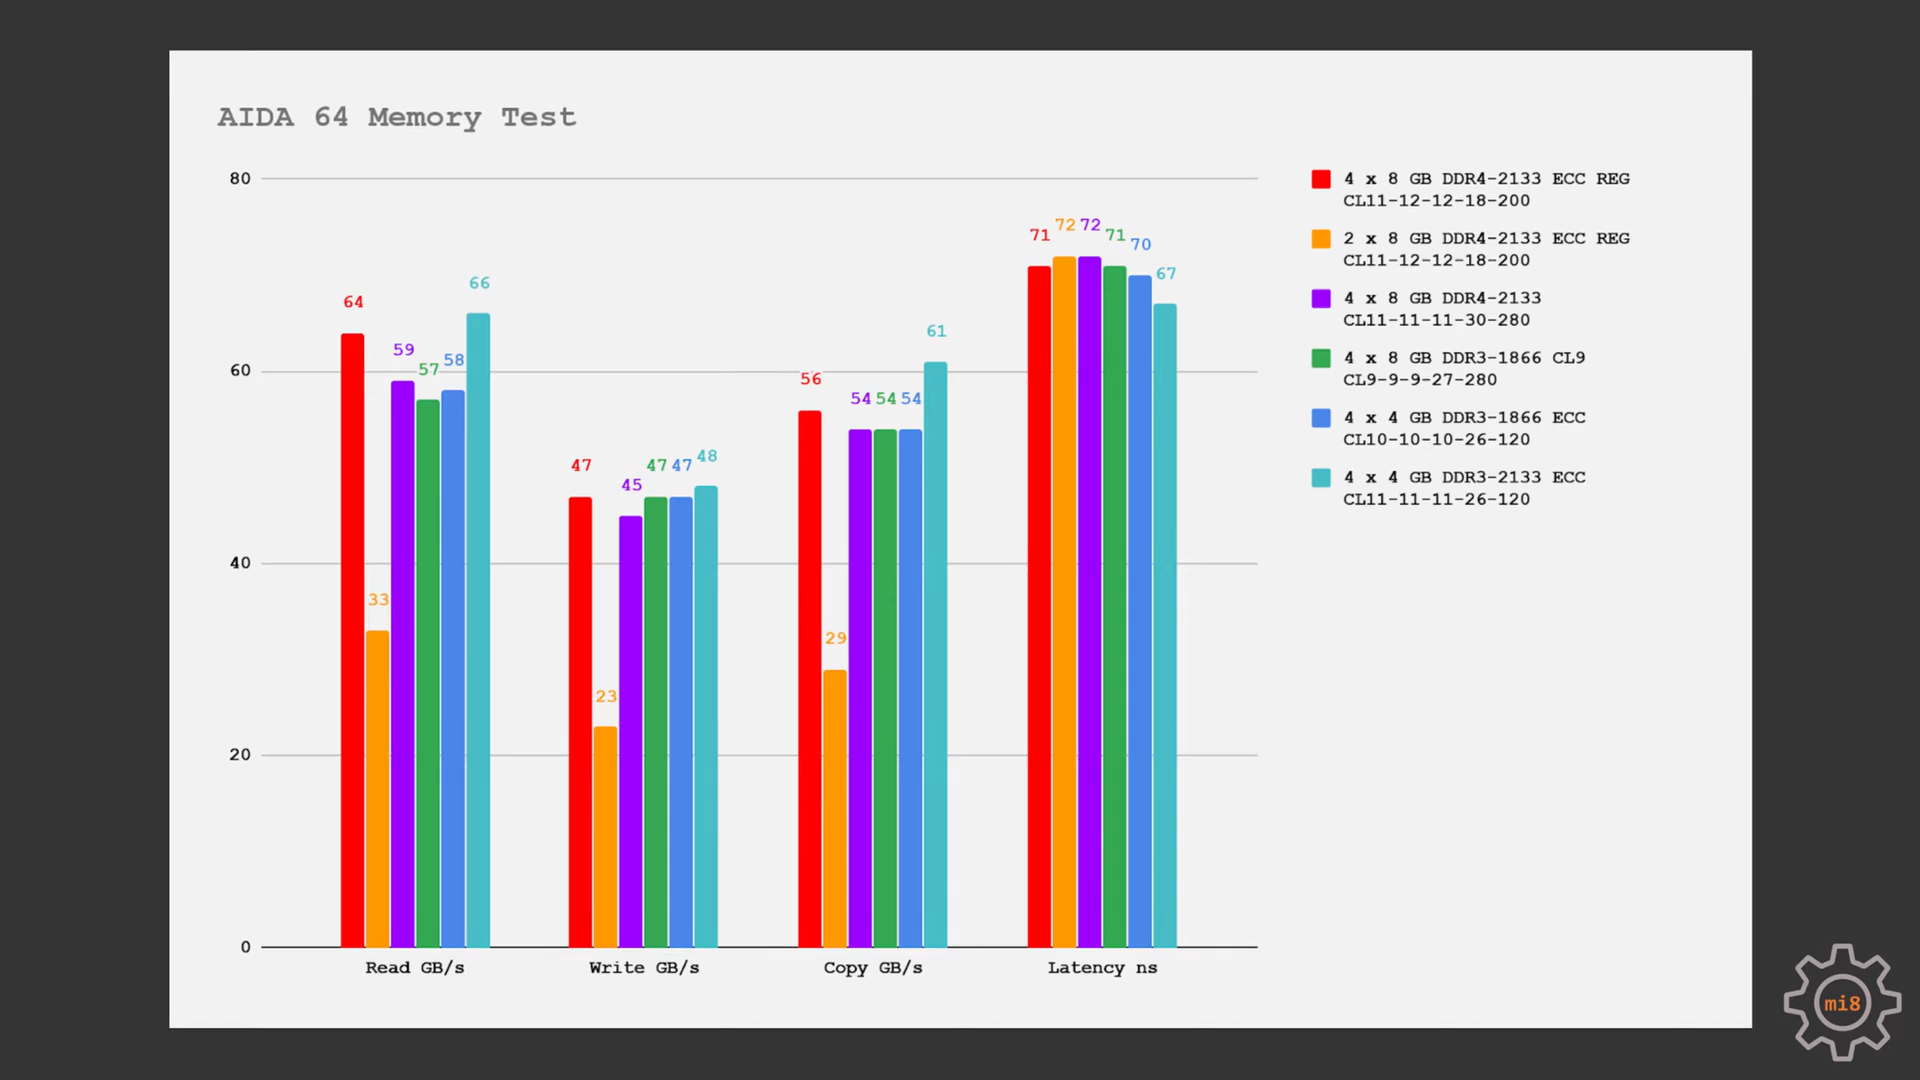 AIDA 64 Memory Test
80
60
40
20
0
64
33
59
57
58
66
47
23
45
47
47
48
56
29
54
54
54
61
71
72
72
71
70
67
Read GB/s
Write GB/s
Copy GB/s
Latency ns
4 x 8 GB DDR4-2133 ECC REG
CL11-12-12-18-200
2 x 8 GB DDR4-2133 ECC REG
CL11-12-12-18-200
4 x 8 GB DDR4-2133
CL11-11-11-30-280
4 x 8 GB DDR3-1866 CL9
CL9-9-9-27-280
4 x 4 GB DDR3-1866 ECC
CL10-10-10-26-120
4 x 4 GB DDR3-2133 ECC
CL11-11-11-26-120
mi8